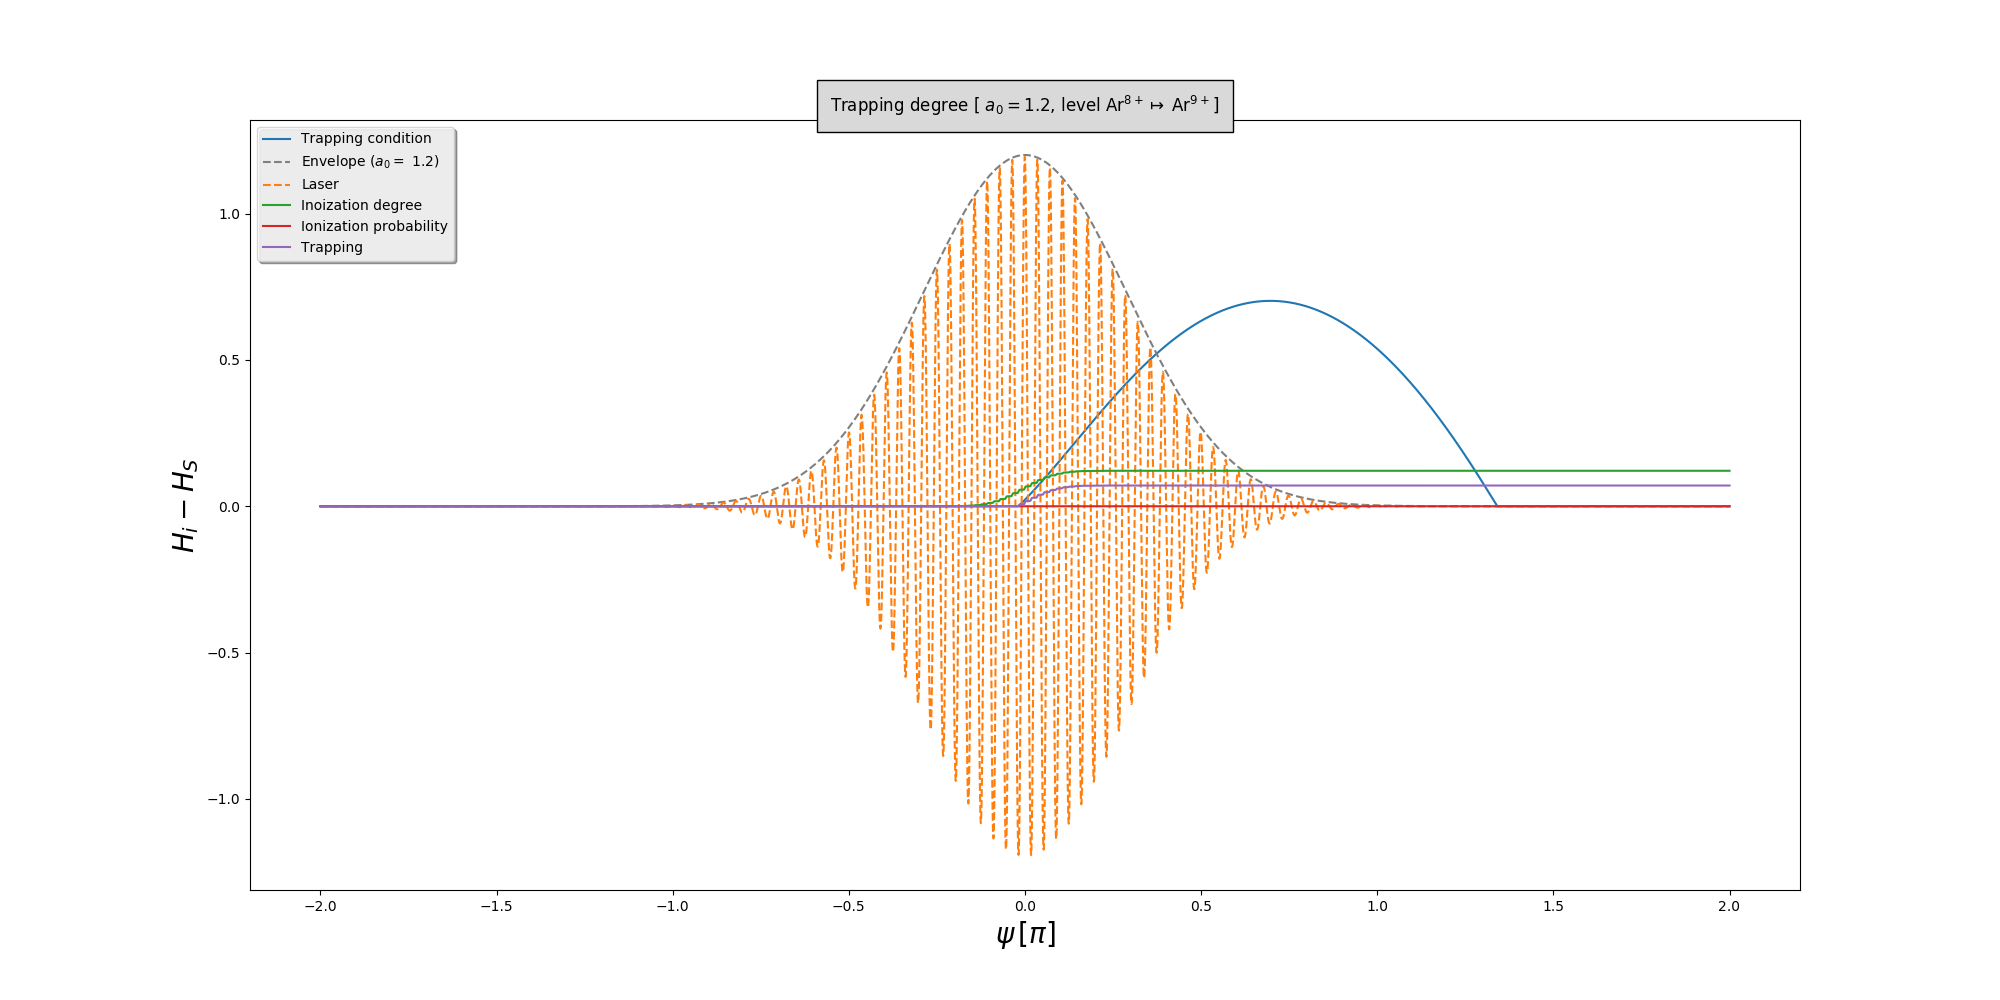 Trapping degree [ a₀ = 1.2, level Ar⁸⁺ ↦ Ar⁹⁺ ]
Trapping condition
Envelope (a₀ = 1.2)
Laser
Inoization degree
Ionization probability
Trapping
1.0
0.5
0.0
−0.5
−1.0
H_i − H_S
−2.0 −1.5 −1.0 −0.5 0.0 0.5 1.0 1.5 2.0
ψ [π]